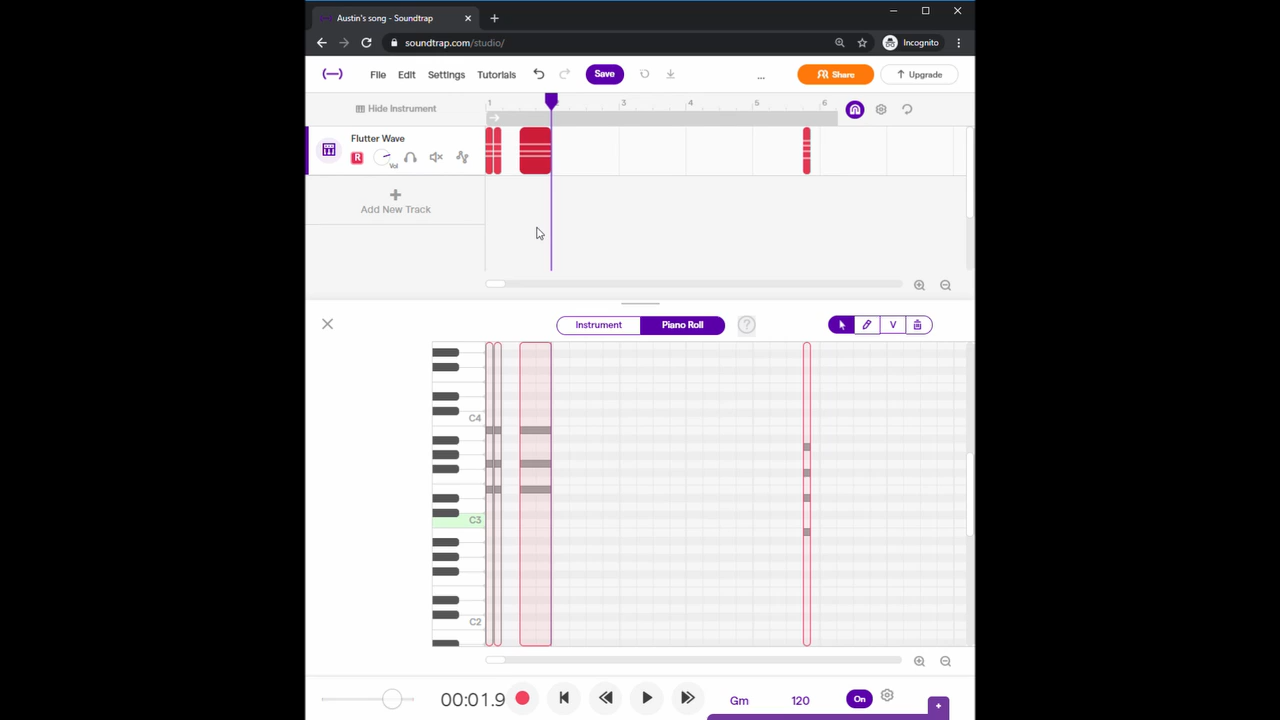 Austin's song - Soundtrap
soundtrap.com/studio/
Incognito
File Edit Settings Tutorials Save ... Share Upgrade
Hide Instrument
1 3 4 5 6
Flutter Wave
R
Vol
Add New Track
Instrument Piano Roll ? V
C4
C3
C2
00:01.9
Gm 120 On